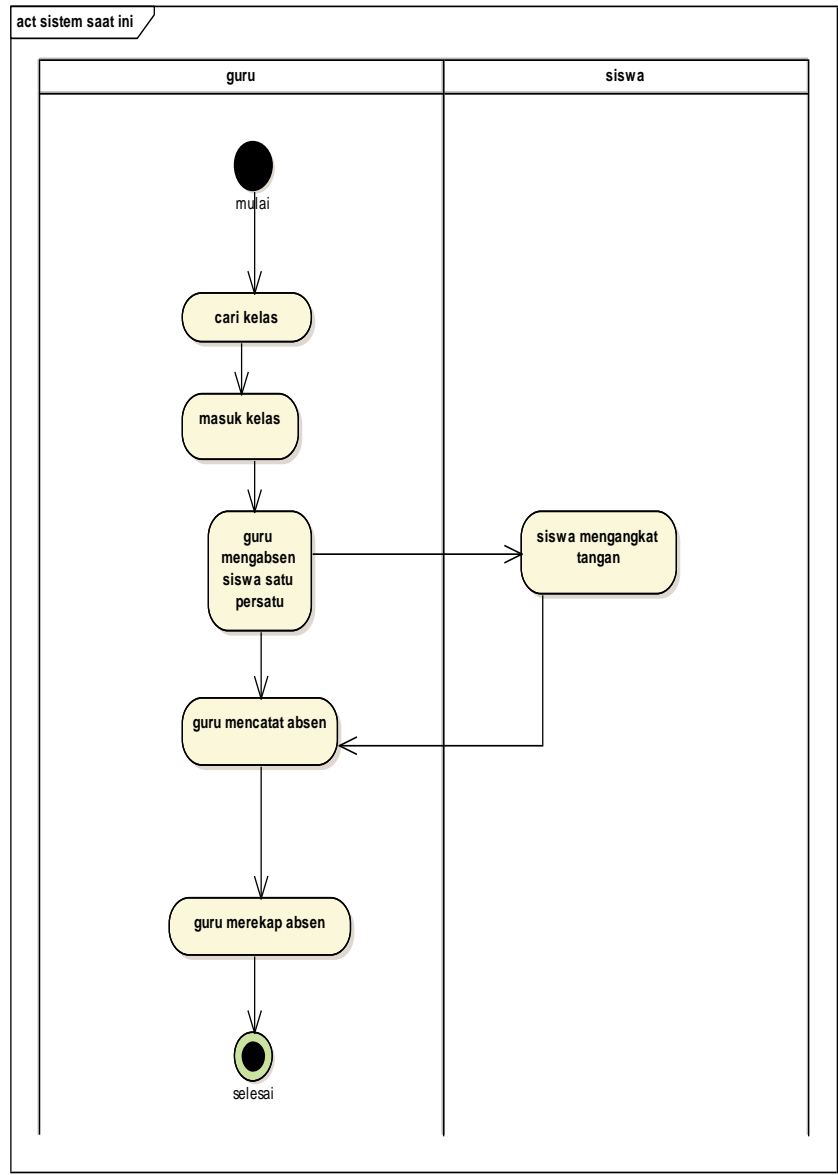 act sistem saat ini
guru
siswa
mulai
cari kelas
masuk kelas
guru
mengabsen
siswa satu
persatu
siswa mengangkat
tangan
guru mencatat absen
guru merekap absen
selesai